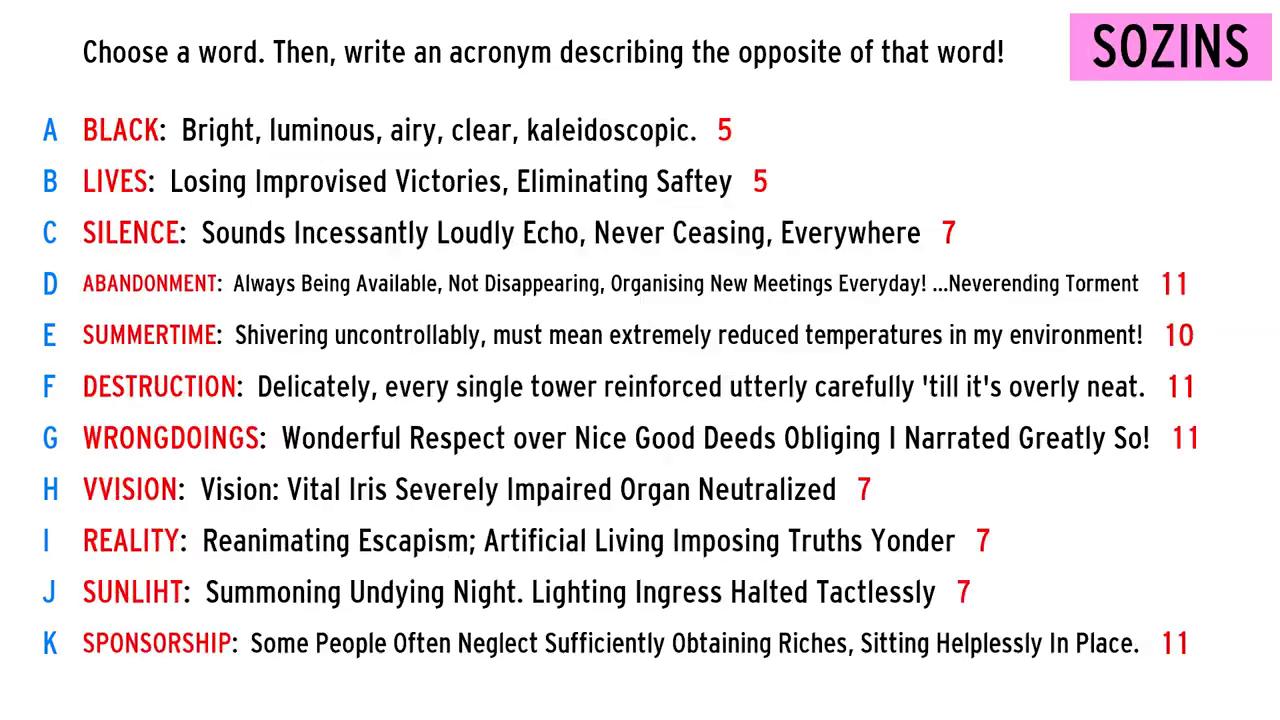 Choose a word. Then, write an acronym describing the opposite of that word!
SOZINS
A BLACK: Bright, luminous, airy, clear, kaleidoscopic. 5
B LIVES: Losing Improvised Victories, Eliminating Saftey 5
C SILENCE: Sounds Incessantly Loudly Echo, Never Ceasing, Everywhere 7
D ABANDONMENT: Always Being Available, Not Disappearing, Organising New Meetings Everyday! ...Neverending Torment 11
E SUMMERTIME: Shivering uncontrollably, must mean extremely reduced temperatures in my environment! 10
F DESTRUCTION: Delicately, every single tower reinforced utterly carefully 'till it's overly neat. 11
G WRONGDOINGS: Wonderful Respect over Nice Good Deeds Obliging I Narrated Greatly So! 11
H VVISION: Vision: Vital Iris Severely Impaired Organ Neutralized 7
I REALITY: Reanimating Escapism; Artificial Living Imposing Truths Yonder 7
J SUNLIHT: Summoning Undying Night. Lighting Ingress Halted Tactlessly 7
K SPONSORSHIP: Some People Often Neglect Sufficiently Obtaining Riches, Sitting Helplessly In Place. 11